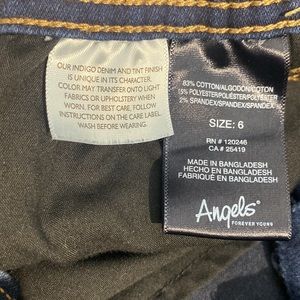 OUR INDIGO DENIM AND TINT FINISH
IS UNIQUE IN ITS CHARACTER.
COLOR MAY TRANSFER ONTO LIGHT
FABRICS OR UPHOLSTERY WHEN
WORN. FOR BEST CARE, FOLLOW
INSTRUCTIONS ON THE CARE LABEL
WASH BEFORE WEARING.
83% COTTON/ALGODON/COTON
15% POLYESTER/POLIÉSTER/POLYESTER
2% SPANDEX/SPANDEX/SPANDEX
SIZE: 6
RN # 120246
CA # 25419
MADE IN BANGLADESH
HECHO EN BANGLADESH
FABRIQUÉ EN BANGLADESH
Angels
FOREVER YOUNG